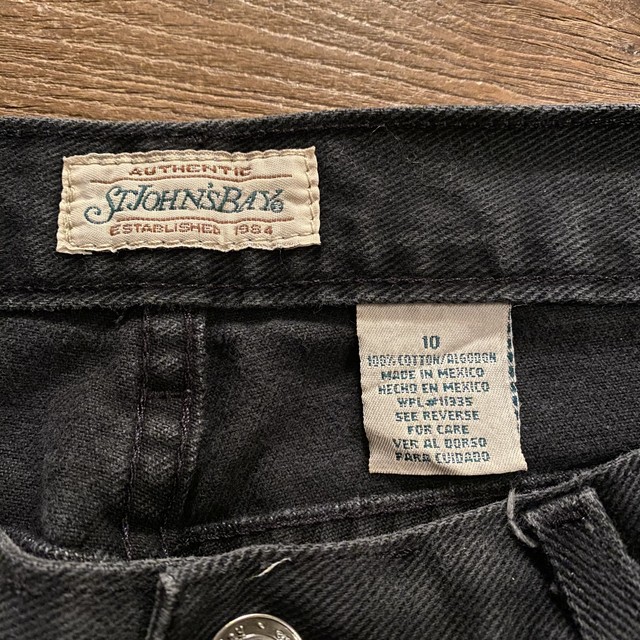 AUTHENTIC
ST JOHN'S BAY®
ESTABLISHED 1984
10
100% COTTON/ALGODON
MADE IN MEXICO
HECHO EN MEXICO
WPL #11335
SEE REVERSE
FOR CARE
VER AL DORSO
PARA CUIDADO